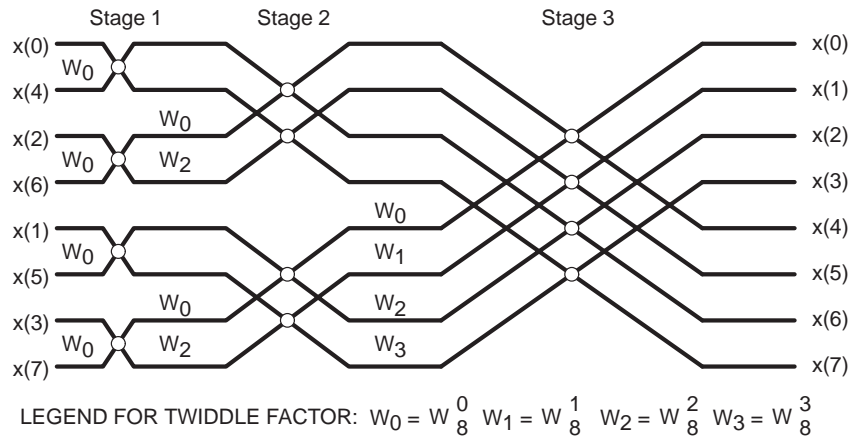 Stage 1 Stage 2 Stage 3
x(0) x(0)
W0
x(4) x(1)
W0
x(2) x(2)
W0 W2
x(6) x(3)
W0
x(1) x(4)
W0 W1
x(5) x(5)
W0 W2
x(3) x(6)
W0 W2 W3
x(7) x(7)
LEGEND FOR TWIDDLE FACTOR: W0 = W 0 8 W1 = W 1 8 W2 = W 2 8 W3 = W 3 8